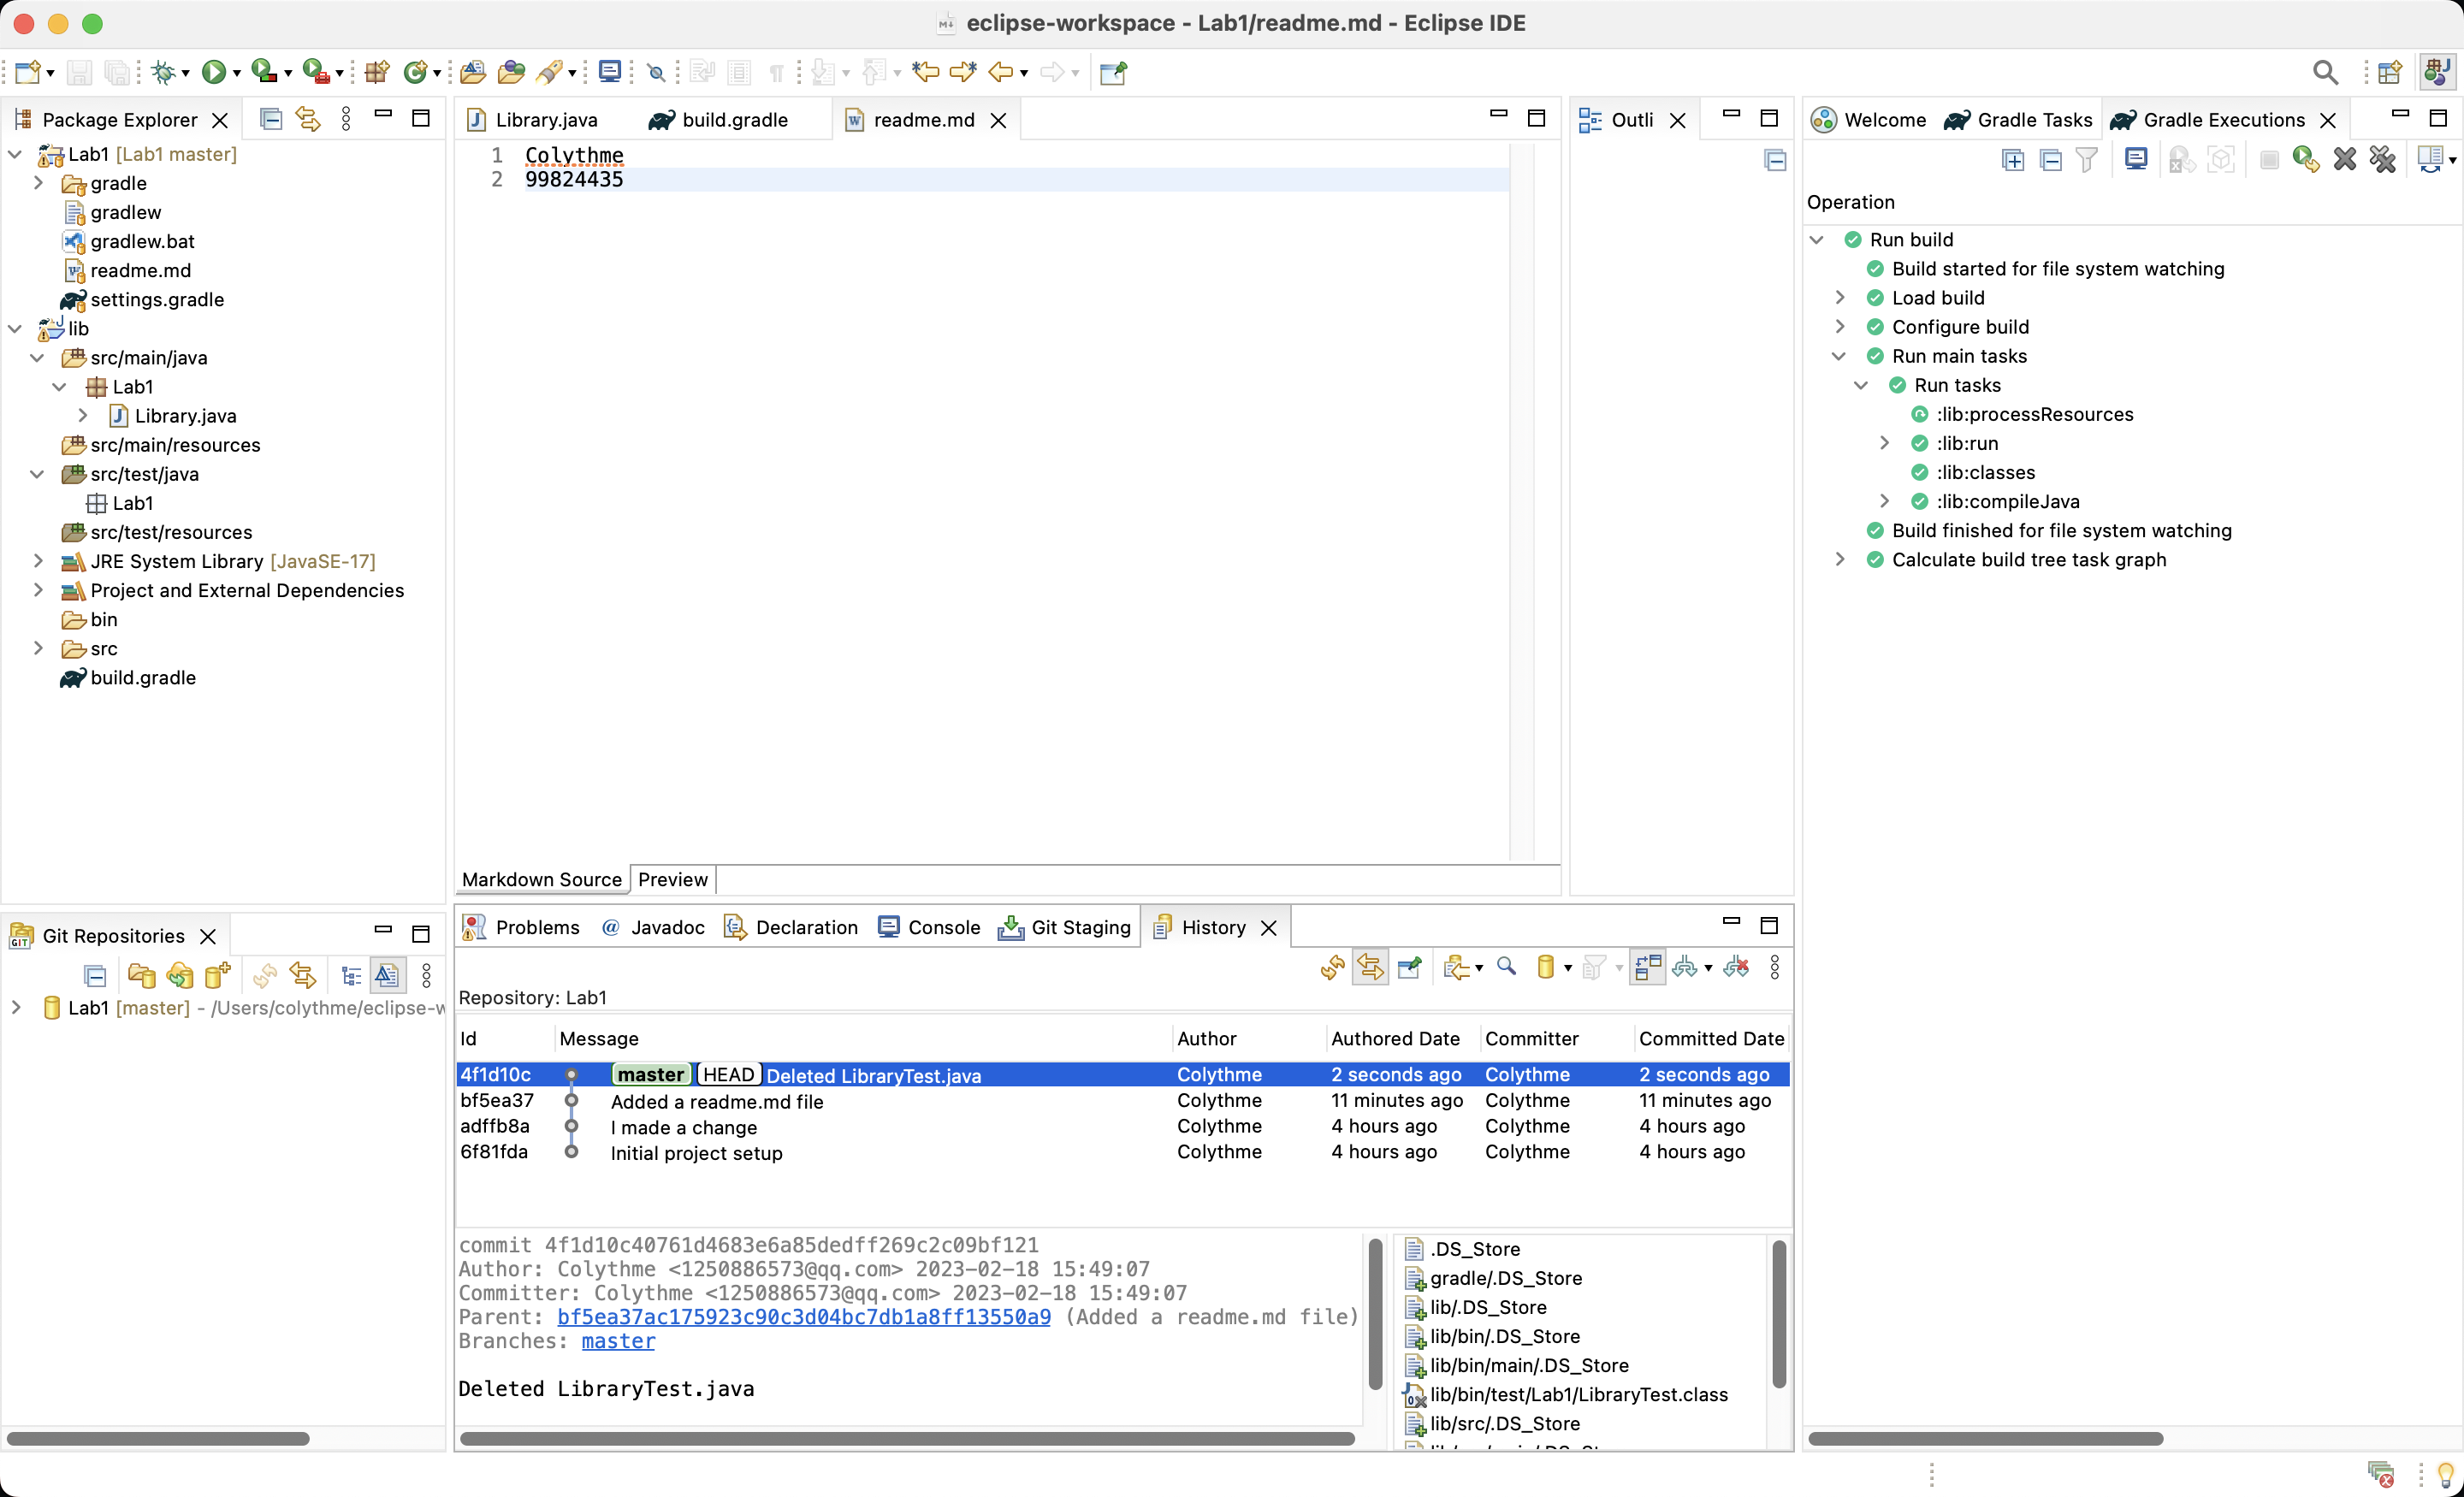 eclipse-workspace - Lab1/readme.md - Eclipse IDE
Package Explorer
Lab1 [Lab1 master]
gradle
gradlew
gradlew.bat
readme.md
settings.gradle
lib
src/main/java
Lab1
Library.java
src/main/resources
src/test/java
Lab1
src/test/resources
JRE System Library [JavaSE-17]
Project and External Dependencies
bin
src
build.gradle
Git Repositories
Lab1 [master] - /Users/colythme/eclipse-w
Library.java
build.gradle
readme.md
1 Colythme
2 99824435
Markdown Source
Preview
Outli
Welcome
Gradle Tasks
Gradle Executions
Operation
Run build
Build started for file system watching
Load build
Configure build
Run main tasks
Run tasks
:lib:processResources
:lib:run
:lib:classes
:lib:compileJava
Build finished for file system watching
Calculate build tree task graph
Problems
Javadoc
Declaration
Console
Git Staging
History
Repository: Lab1
Id Message Author Authored Date Committer Committed Date
4f1d10c master HEAD Deleted LibraryTest.java Colythme 2 seconds ago Colythme 2 seconds ago
bf5ea37 Added a readme.md file Colythme 11 minutes ago Colythme 11 minutes ago
adffb8a I made a change Colythme 4 hours ago Colythme 4 hours ago
6f81fda Initial project setup Colythme 4 hours ago Colythme 4 hours ago
commit 4f1d10c40761d4683e6a85dedff269c2c09bf121
Author: Colythme <1250886573@qq.com> 2023-02-18 15:49:07
Committer: Colythme <1250886573@qq.com> 2023-02-18 15:49:07
Parent: bf5ea37ac175923c90c3d04bc7db1a8ff13550a9 (Added a readme.md file)
Branches: master
Deleted LibraryTest.java
.DS_Store
gradle/.DS_Store
lib/.DS_Store
lib/bin/.DS_Store
lib/bin/main/.DS_Store
lib/bin/test/Lab1/LibraryTest.class
lib/src/.DS_Store